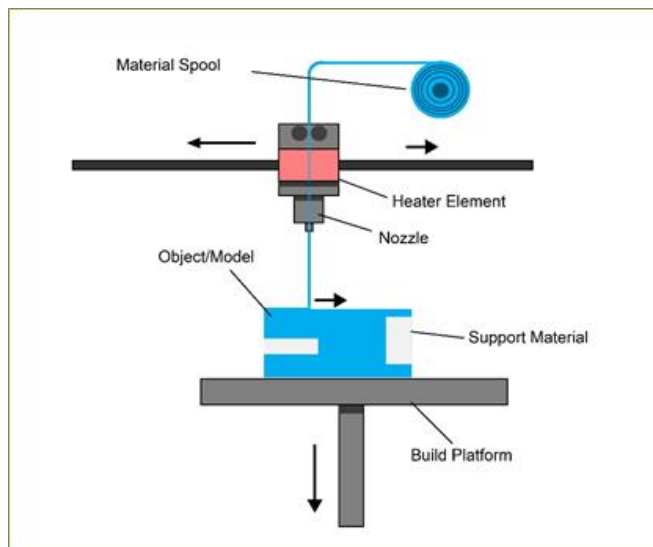 Material Spool
Heater Element
Nozzle
Object/Model
Support Material
Build Platform